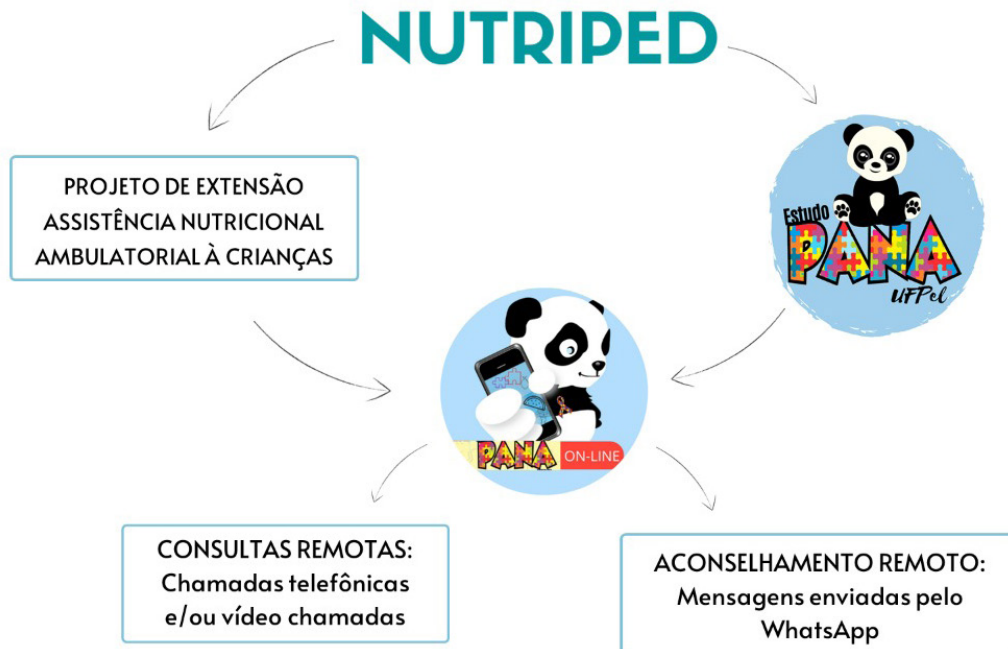 NUTRIPED
PROJETO DE EXTENSÃO
ASSISTÊNCIA NUTRICIONAL
AMBULATORIAL À CRIANÇAS
Estudo
PANA
UFPel
PANA ON-LINE
CONSULTAS REMOTAS:
Chamadas telefônicas
e/ou vídeo chamadas
ACONSELHAMENTO REMOTO:
Mensagens enviadas pelo
WhatsApp